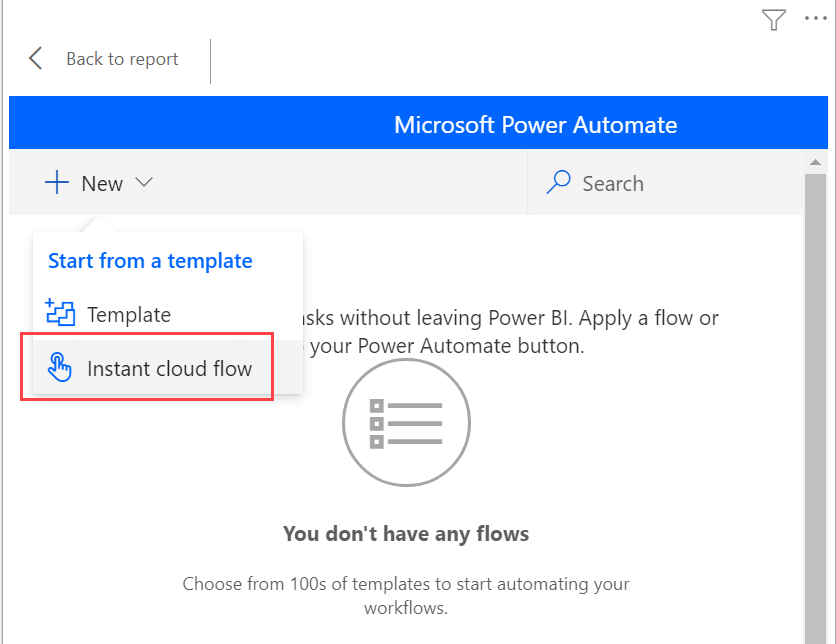 Back to report
Microsoft Power Automate
New
Search
Start from a template
Template
without leaving Power BI. Apply a flow or
Instant cloud flow
your Power Automate button.
You don't have any flows
Choose from 100s of templates to start automating your
workflows.